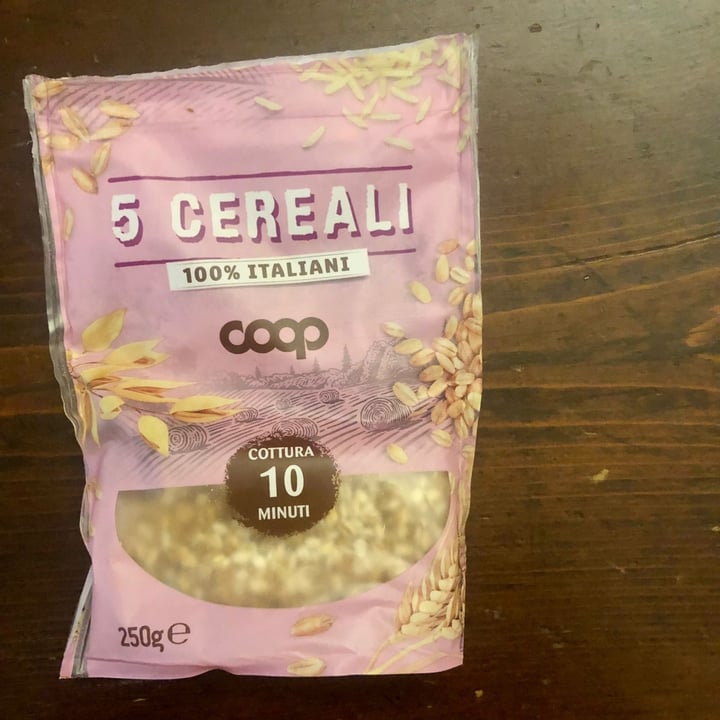 5 CEREALI
100% ITALIANI
coop
COTTURA
10
MINUTI
250g ℮